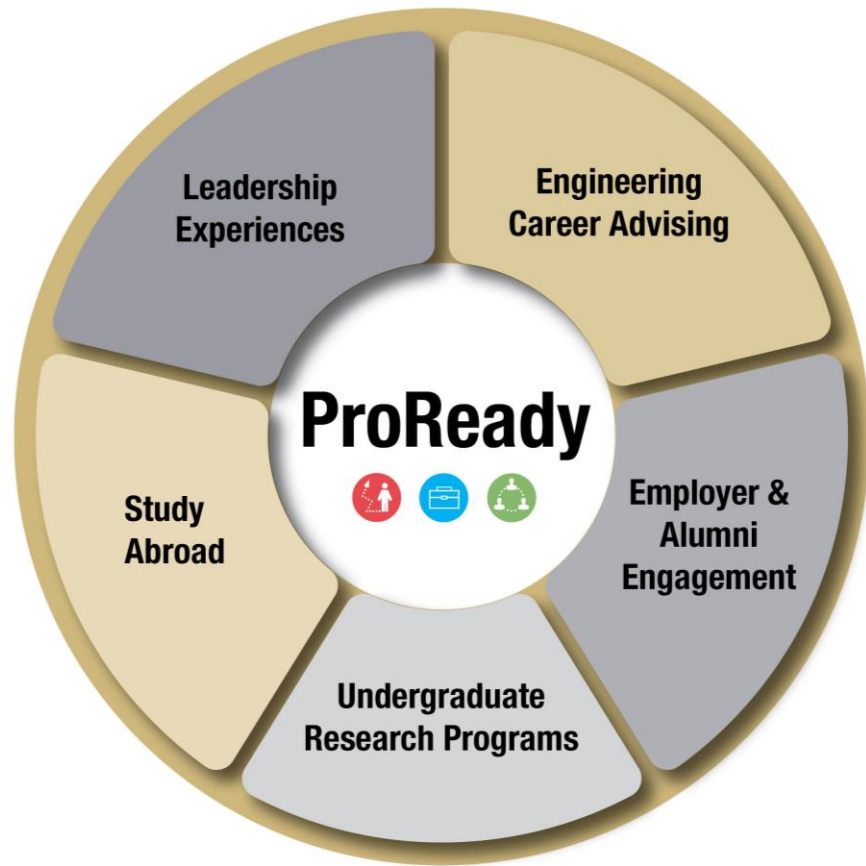 Leadership
Experiences
Engineering
Career Advising
ProReady
Study
Abroad
Employer &
Alumni
Engagement
Undergraduate
Research Programs